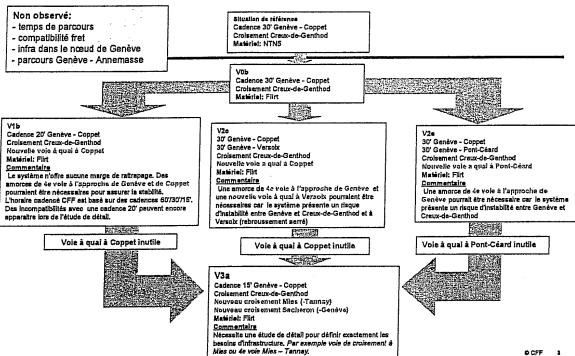 Non observé:
- temps de parcours
- compatibilité fret
- infra dans le nœud de Genève
- parcours Genève - Annemasse
Situation de référence
Cadence 30' Genève - Coppet
Croisement Creux-de-Genthod
Matériel: NTN5
V0b
Cadence 30' Genève - Coppet
Croisement Creux-de-Genthod
Matériel: Flirt
V1b
Cadence 20' Genève - Coppet
Croisement Creux-de-Genthod
Nouvelle voie à quai à Coppet
Matériel: Flirt
Commentaire
Le système n'offre aucune marge de ratrapage. Des
amorces de 4e voie à l'approche de Genève et de Coppet
pourraient être nécessaires pour assurer la stabilité.
L'horaire cadencé CFF est basé sur des cadences 60'/30'/15'.
Des incompatibilités avec une cadence 20' peuvent encore
apparaître lors de l'étude de détail.
V2c
30' Genève - Coppet
30' Genève - Versoix
Croisement Creux-de-Genthod
Nouvelle voie à quai à Coppet
Matériel: Flirt
Commentaire
Une amorce de 4e voie à l'approche de Genève et
une nouvelle voie à quai à Versoix pourraient être
nécessaires car le système présente un risque
d'instabilité entre Genève et Creux-de-Genthod et à
Versoix (rebroussement serré)
V2e
30' Genève - Coppet
30' Genève - Pont-Céard
Croisement Creux-de-Genthod
Nouvelle voie à quai à Pont-Céard
Matériel: Flirt
Commentaire
Une amorce de 4e voie à l'approche de
Genève pourrait être nécessaire car le système
présente un risque d'instabilité entre Genève et
Creux-de-Genthod
Voie à quai à Coppet inutile
Voie à quai à Coppet inutile
Voie à quai à Pont-Céard inutile
V3a
Cadence 15' Genève - Coppet
Croisement Creux-de-Genthod
Nouveau croisement Mies (-Tannay)
Nouveau croisement Sécheron (-Genève)
Matériel: Flirt
Commentaire
Nécessite une étude de détail pour définir exactement les
besoins d'infrastructure. Par exemple voie de croisement à
Mies ou 4e voie Mies – Tannay.
© CFF 3